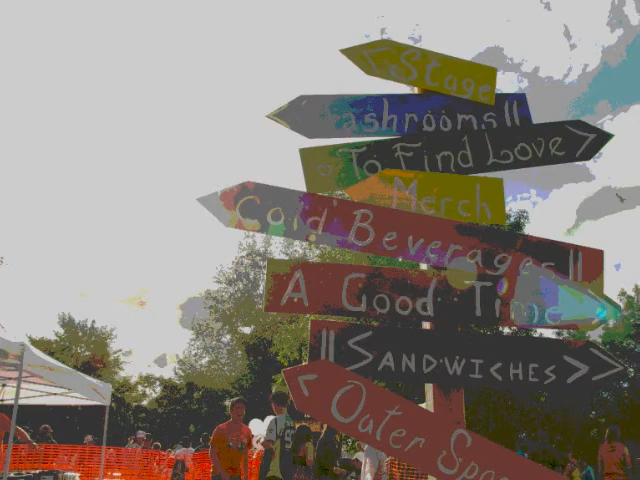 <Stage
ashrooms||
To Find Love>
Merch
Cold Beverages||
A Good Time
||SANDWICHES>>
<Outer Spa